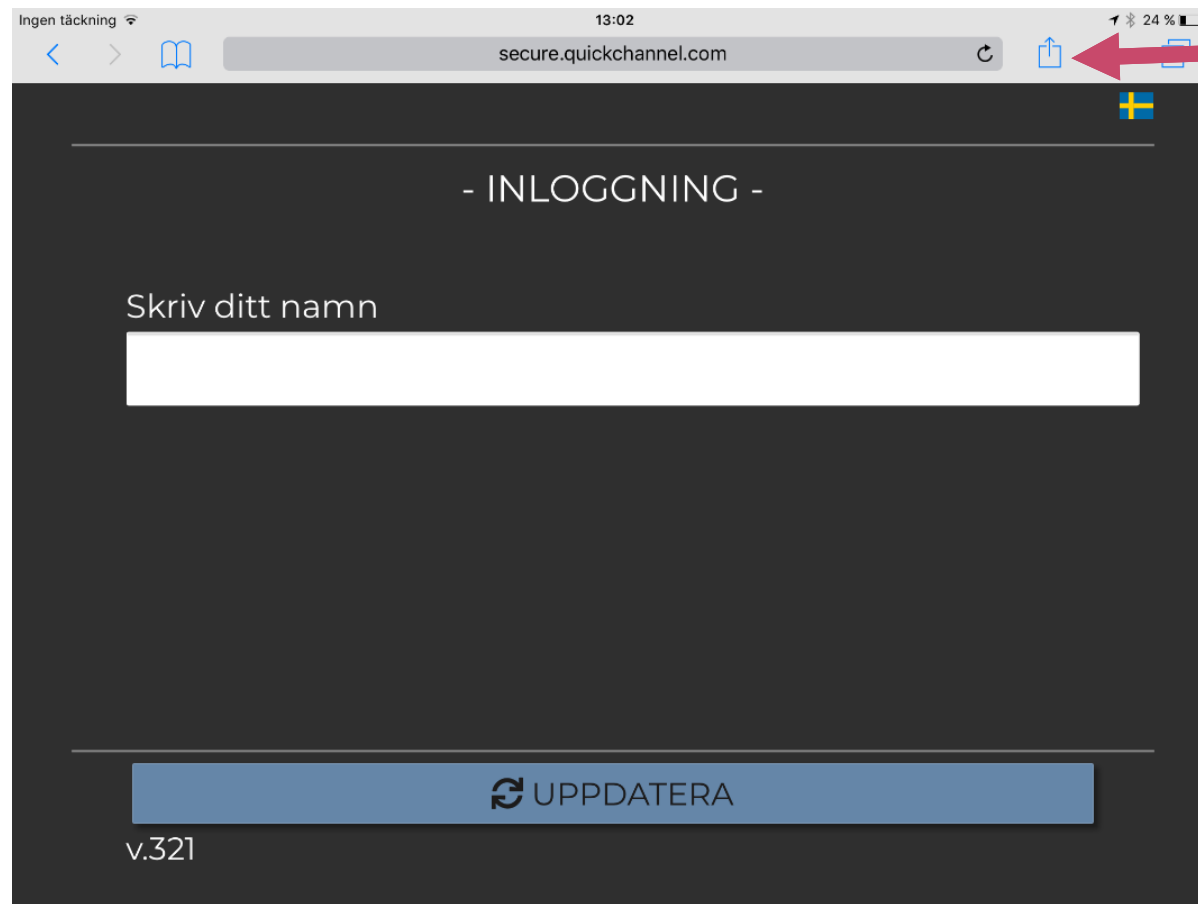 Ingen täckning 13:02 24 %
secure.quickchannel.com
- INLOGGNING -
Skriv ditt namn
UPPDATERA
v.321